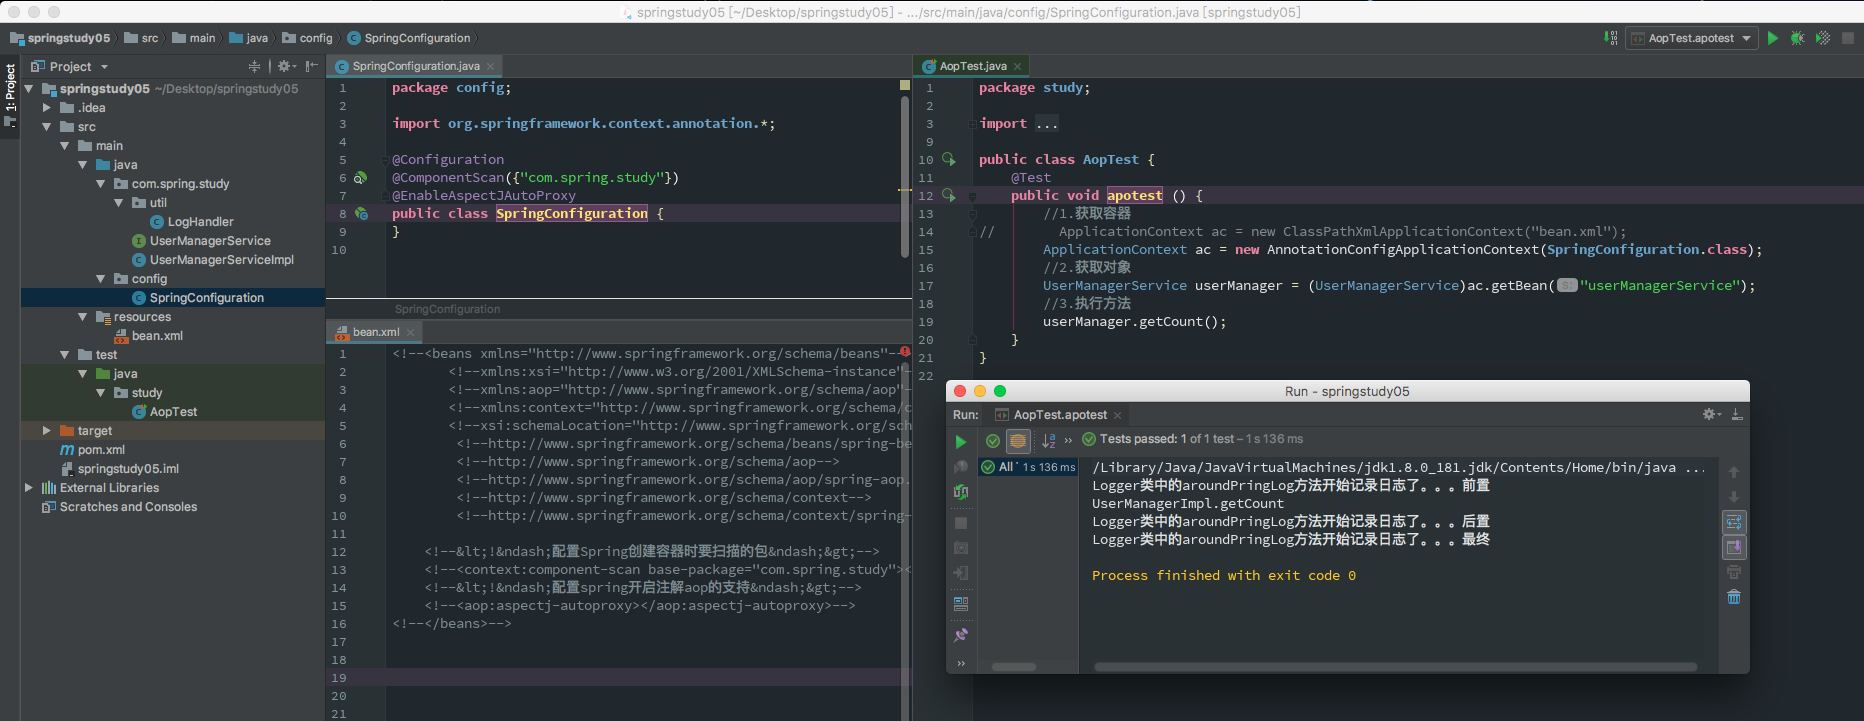 springstudy05 [~/Desktop/springstudy05] - .../src/main/java/config/SpringConfiguration.java [springstudy05]
springstudy05 src main java config SpringConfiguration
AopTest.apotest
1: Project
Project
springstudy05 ~/Desktop/springstudy05
.idea
src
main
java
com.spring.study
util
LogHandler
UserManagerService
UserManagerServiceImpl
config
SpringConfiguration
resources
bean.xml
test
java
study
AopTest
target
pom.xml
springstudy05.iml
External Libraries
Scratches and Consoles
SpringConfiguration.java
1 package config;
2
3 import org.springframework.context.annotation.*;
4
5 @Configuration
6 @ComponentScan({"com.spring.study"})
7 @EnableAspectJAutoProxy
8 public class SpringConfiguration {
9 }
10
SpringConfiguration
bean.xml
1 <!--<beans xmlns="http://www.springframework.org/schema/beans"--
2 <!--xmlns:xsi="http://www.w3.org/2001/XMLSchema-instance"
3 <!--xmlns:aop="http://www.springframework.org/schema/aop"
4 <!--xmlns:context="http://www.springframework.org/schema/c
5 <!--xsi:schemaLocation="http://www.springframework.org/sch
6 <!--http://www.springframework.org/schema/beans/spring-be
7 <!--http://www.springframework.org/schema/aop-->
8 <!--http://www.springframework.org/schema/aop/spring-aop.
9 <!--http://www.springframework.org/schema/context-->
10 <!--http://www.springframework.org/schema/context/spring-
11
12 <!--&lt;!&ndash;配置Spring创建容器时要扫描的包&ndash;&gt;-->
13 <!--<context:component-scan base-package="com.spring.study"><
14 <!--&lt;!&ndash;配置spring开启注解aop的支持&ndash;&gt;-->
15 <!--<aop:aspectj-autoproxy></aop:aspectj-autoproxy>-->
16 <!--</beans>-->
17
18
19
20
21
AopTest.java
1 package study;
2
3 import ...
9
10 public class AopTest {
11 @Test
12 public void apotest () {
13 //1.获取容器
14 // ApplicationContext ac = new ClassPathXmlApplicationContext("bean.xml");
15 ApplicationContext ac = new AnnotationConfigApplicationContext(SpringConfiguration.class);
16 //2.获取对象
17 UserManagerService userManager = (UserManagerService)ac.getBean( s: "userManagerService");
18 //3.执行方法
19 userManager.getCount();
20 }
21 }
22
Run - springstudy05
Run: AopTest.apotest
Tests passed: 1 of 1 test – 1 s 136 ms
All 1 s 136 ms
/Library/Java/JavaVirtualMachines/jdk1.8.0_181.jdk/Contents/Home/bin/java ...
Logger类中的aroundPringLog方法开始记录日志了。。。前置
UserManagerImpl.getCount
Logger类中的aroundPringLog方法开始记录日志了。。。后置
Logger类中的aroundPringLog方法开始记录日志了。。。最终
Process finished with exit code 0